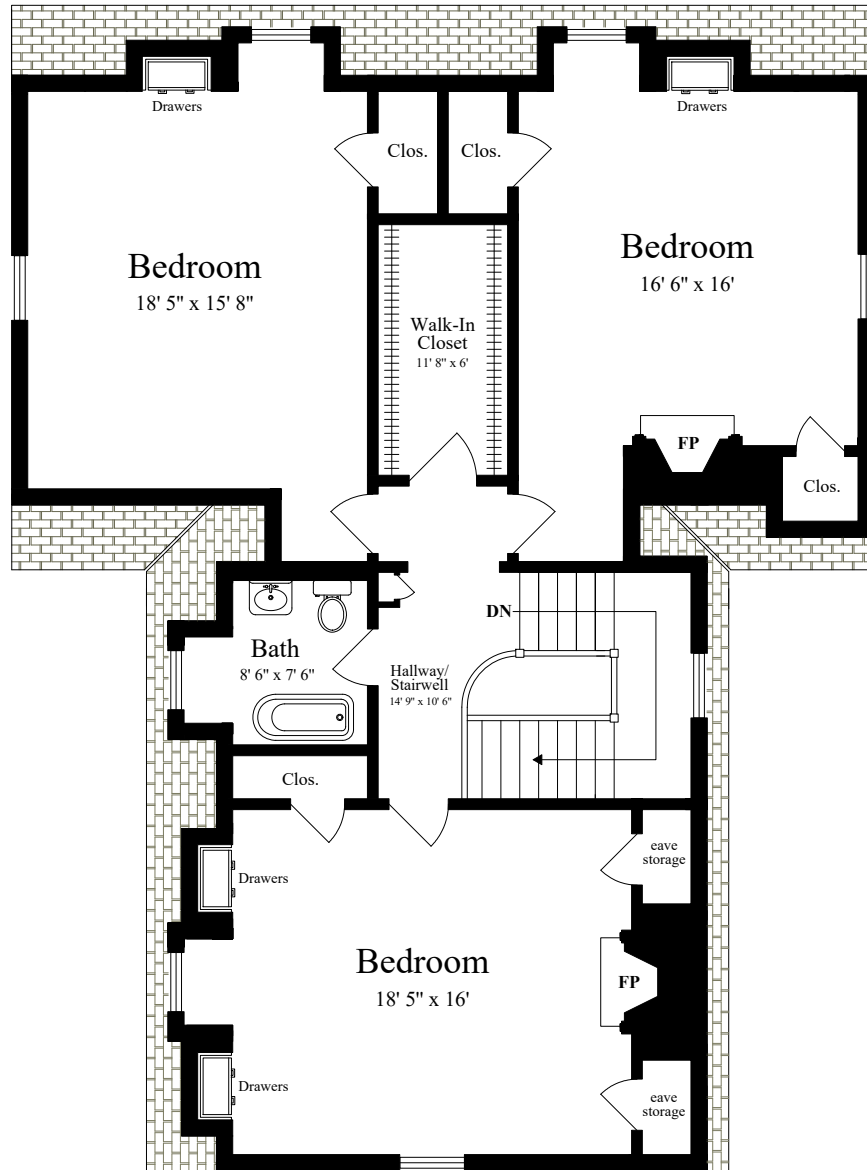 Drawers
Drawers
Clos.
Clos.
Bedroom
18' 5" x 15' 8"
Bedroom
16' 6" x 16'
Walk-In
Closet
11' 8" x 6'
FP
Clos.
DN
Bath
8' 6" x 7' 6"
Hallway/
Stairwell
14' 9" x 10' 6"
Clos.
Drawers
eave
storage
Bedroom
18' 5" x 16'
FP
Drawers
eave
storage